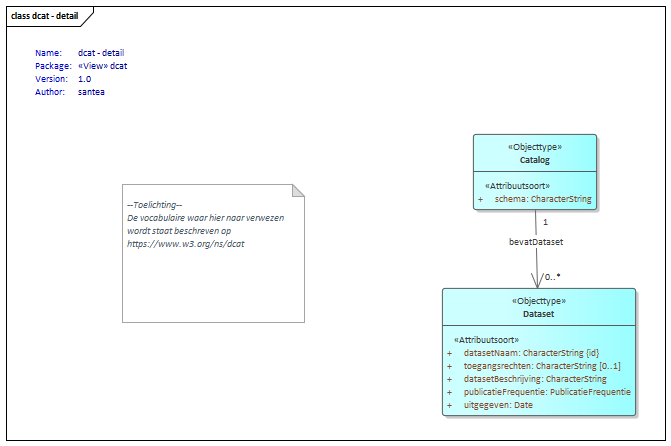 class dcat - detail
Name: dcat - detail
Package: «View» dcat
Version: 1.0
Author: santea
--Toelichting--
De vocabulaire waar hier naar verwezen
wordt staat beschreven op
https://www.w3.org/ns/dcat
«Objecttype»
Catalog
«Attribuutsoort»
+ schema: CharacterString
1
bevatDataset
0..*
«Objecttype»
Dataset
«Attribuutsoort»
+ datasetNaam: CharacterString {id}
+ toegangsrechten: CharacterString [0..1]
+ datasetBeschrijving: CharacterString
+ publicatieFrequentie: PublicatieFrequentie
+ uitgegeven: Date